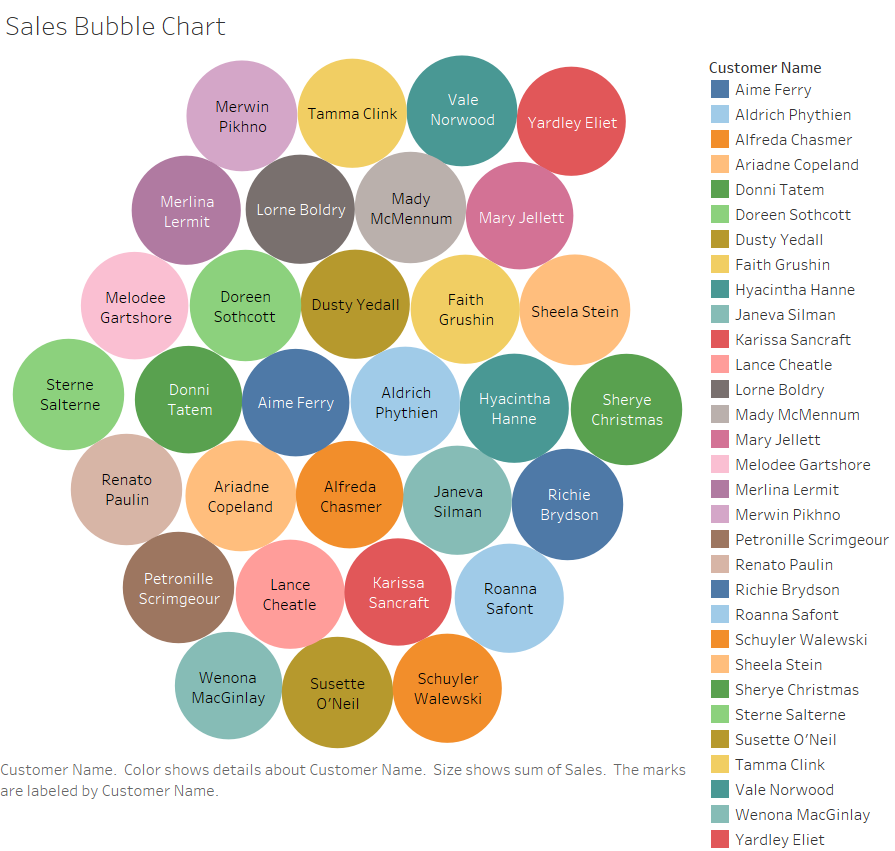 Sales Bubble Chart
Merwin
Pikhno
Tamma Clink
Vale
Norwood
Yardley Eliet
Merlina
Lermit
Lorne Boldry
Mady
McMennum
Mary Jellett
Melodee
Gartshore
Doreen
Sothcott
Dusty Yedall
Faith
Grushin
Sheela Stein
Sterne
Salterne
Donni
Tatem
Aime Ferry
Aldrich
Phythien
Hyacintha
Hanne
Sherye
Christmas
Renato
Paulin
Ariadne
Copeland
Alfreda
Chasmer
Janeva
Silman
Richie
Brydson
Petronille
Scrimgeour
Lance
Cheatle
Karissa
Sancraft
Roanna
Safont
Wenona
MacGinlay
Susette
O’Neil
Schuyler
Walewski
Customer Name.  Color shows details about Customer Name.  Size shows sum of Sales.  The marks
are labeled by Customer Name.
Customer Name
Aime Ferry
Aldrich Phythien
Alfreda Chasmer
Ariadne Copeland
Donni Tatem
Doreen Sothcott
Dusty Yedall
Faith Grushin
Hyacintha Hanne
Janeva Silman
Karissa Sancraft
Lance Cheatle
Lorne Boldry
Mady McMennum
Mary Jellett
Melodee Gartshore
Merlina Lermit
Merwin Pikhno
Petronille Scrimgeour
Renato Paulin
Richie Brydson
Roanna Safont
Schuyler Walewski
Sheela Stein
Sherye Christmas
Sterne Salterne
Susette O’Neil
Tamma Clink
Vale Norwood
Wenona MacGinlay
Yardley Eliet